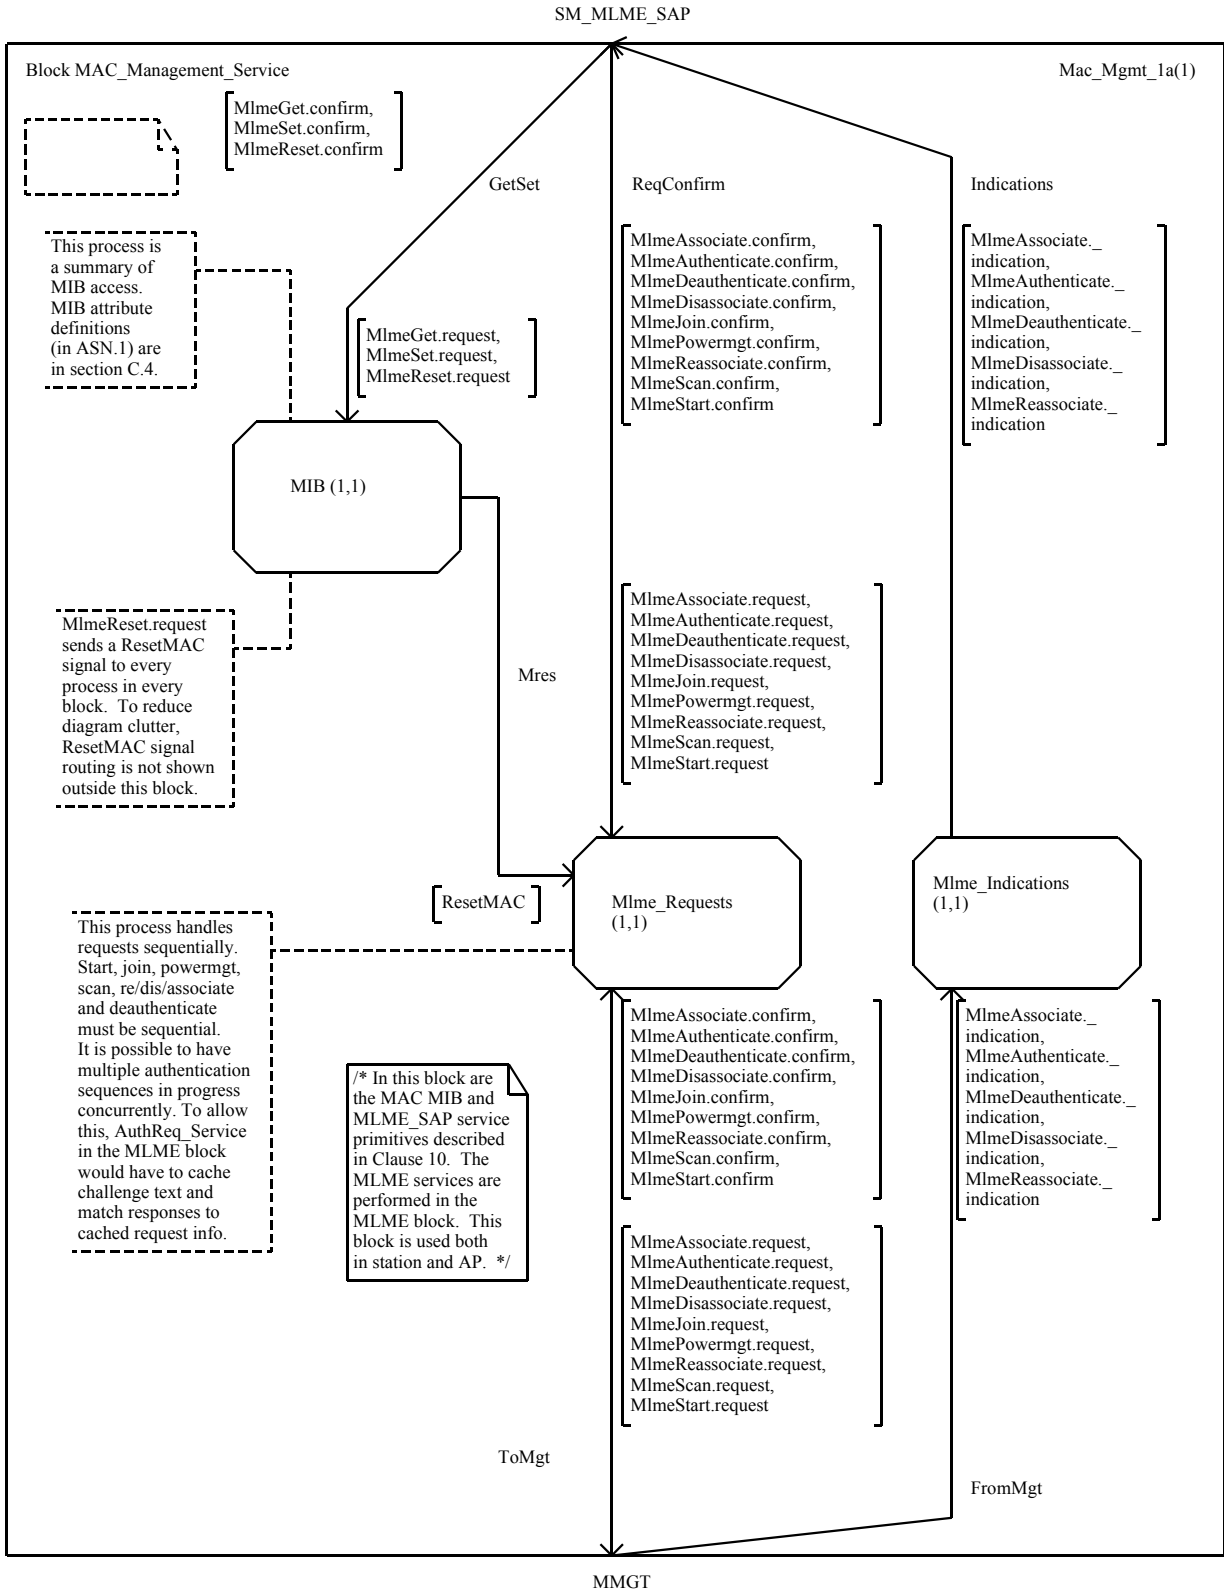 SM_MLME_SAP
Block MAC_Management_Service
Mac_Mgmt_1a(1)
MlmeGet.confirm,
MlmeSet.confirm,
MlmeReset.confirm
GetSet
ReqConfirm
Indications
This process is
a summary of
MIB access.
MIB attribute
definitions
(in ASN.1) are
in section C.4.
MlmeGet.request,
MlmeSet.request,
MlmeReset.request
MlmeAssociate.confirm,
MlmeAuthenticate.confirm,
MlmeDeauthenticate.confirm,
MlmeDisassociate.confirm,
MlmeJoin.confirm,
MlmePowermgt.confirm,
MlmeReassociate.confirm,
MlmeScan.confirm,
MlmeStart.confirm
MlmeAssociate._
indication,
MlmeAuthenticate._
indication,
MlmeDeauthenticate._
indication,
MlmeDisassociate._
indication,
MlmeReassociate._
indication
MIB (1,1)
MlmeReset.request
sends a ResetMAC
signal to every
process in every
block. To reduce
diagram clutter,
ResetMAC signal
routing is not shown
outside this block.
Mres
MlmeAssociate.request,
MlmeAuthenticate.request,
MlmeDeauthenticate.request,
MlmeDisassociate.request,
MlmeJoin.request,
MlmePowermgt.request,
MlmeReassociate.request,
MlmeScan.request,
MlmeStart.request
ResetMAC
Mlme_Requests
(1,1)
Mlme_Indications
(1,1)
This process handles
requests sequentially.
Start, join, powermgt,
scan, re/dis/associate
and deauthenticate
must be sequential.
It is possible to have
multiple authentication
sequences in progress
concurrently. To allow
this, AuthReq_Service
in the MLME block
would have to cache
challenge text and
match responses to
cached request info.
/* In this block are
the MAC MIB and
MLME_SAP service
primitives described
in Clause 10. The
MLME services are
performed in the
MLME block. This
block is used both
in station and AP. */
MlmeAssociate.confirm,
MlmeAuthenticate.confirm,
MlmeDeauthenticate.confirm,
MlmeDisassociate.confirm,
MlmeJoin.confirm,
MlmePowermgt.confirm,
MlmeReassociate.confirm,
MlmeScan.confirm,
MlmeStart.confirm
MlmeAssociate._
indication,
MlmeAuthenticate._
indication,
MlmeDeauthenticate._
indication,
MlmeDisassociate._
indication,
MlmeReassociate._
indication
MlmeAssociate.request,
MlmeAuthenticate.request,
MlmeDeauthenticate.request,
MlmeDisassociate.request,
MlmeJoin.request,
MlmePowermgt.request,
MlmeReassociate.request,
MlmeScan.request,
MlmeStart.request
ToMgt
FromMgt
MMGT